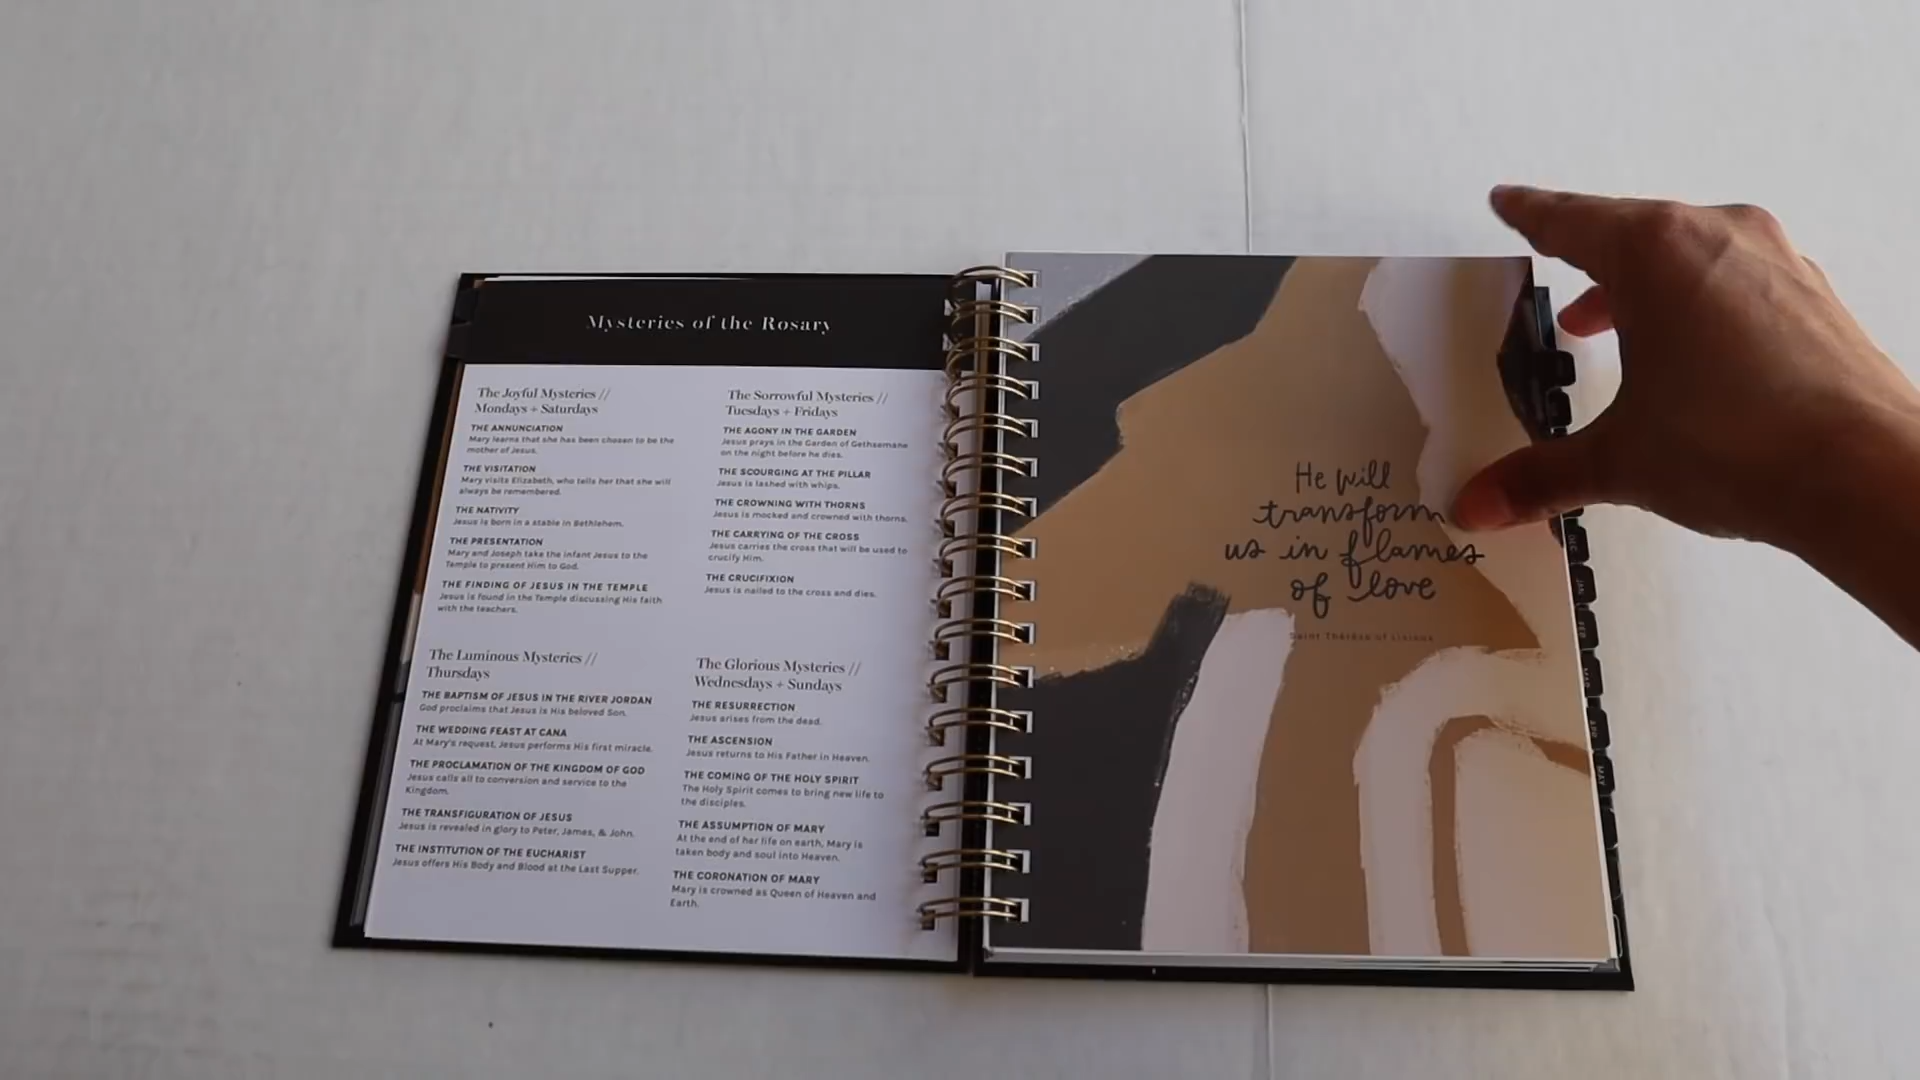 Mysteries of the Rosary
The Joyful Mysteries //
Mondays + Saturdays
THE ANNUNCIATION
Mary learns that she has been chosen to be the
mother of Jesus.
THE VISITATION
Mary visits Elizabeth, who tells her that she will
always be remembered.
THE NATIVITY
Jesus is born in a stable in Bethlehem.
THE PRESENTATION
Mary and Joseph take the infant Jesus to the
Temple to present Him to God.
THE FINDING OF JESUS IN THE TEMPLE
Jesus is found in the Temple discussing His faith
with the teachers.
The Sorrowful Mysteries //
Tuesdays + Fridays
THE AGONY IN THE GARDEN
Jesus prays in the Garden of Gethsemane
on the night before he dies.
THE SCOURGING AT THE PILLAR
Jesus is lashed with whips.
THE CROWNING WITH THORNS
Jesus is mocked and crowned with thorns.
THE CARRYING OF THE CROSS
Jesus carries the cross that will be used to
crucify Him.
THE CRUCIFIXION
Jesus is nailed to the cross and dies.
The Luminous Mysteries //
Thursdays
THE BAPTISM OF JESUS IN THE RIVER JORDAN
God proclaims that Jesus is His beloved Son.
THE WEDDING FEAST AT CANA
At Mary's request, Jesus performs His first miracle.
THE PROCLAMATION OF THE KINGDOM OF GOD
Jesus calls all to conversion and service to the
Kingdom.
THE TRANSFIGURATION OF JESUS
Jesus is revealed in glory to Peter, James, & John.
THE INSTITUTION OF THE EUCHARIST
Jesus offers His Body and Blood at the Last Supper.
The Glorious Mysteries //
Wednesdays + Sundays
THE RESURRECTION
Jesus arises from the dead.
THE ASCENSION
Jesus returns to His Father in Heaven.
THE COMING OF THE HOLY SPIRIT
The Holy Spirit comes to bring new life to
the disciples.
THE ASSUMPTION OF MARY
At the end of her life on earth, Mary is
taken body and soul into Heaven.
THE CORONATION OF MARY
Mary is crowned as Queen of Heaven and
Earth.
He will
transform
us in flames
of love
Saint Thérèse of Lisieux
DEC
JAN
FEB
MAR
APR
MAY